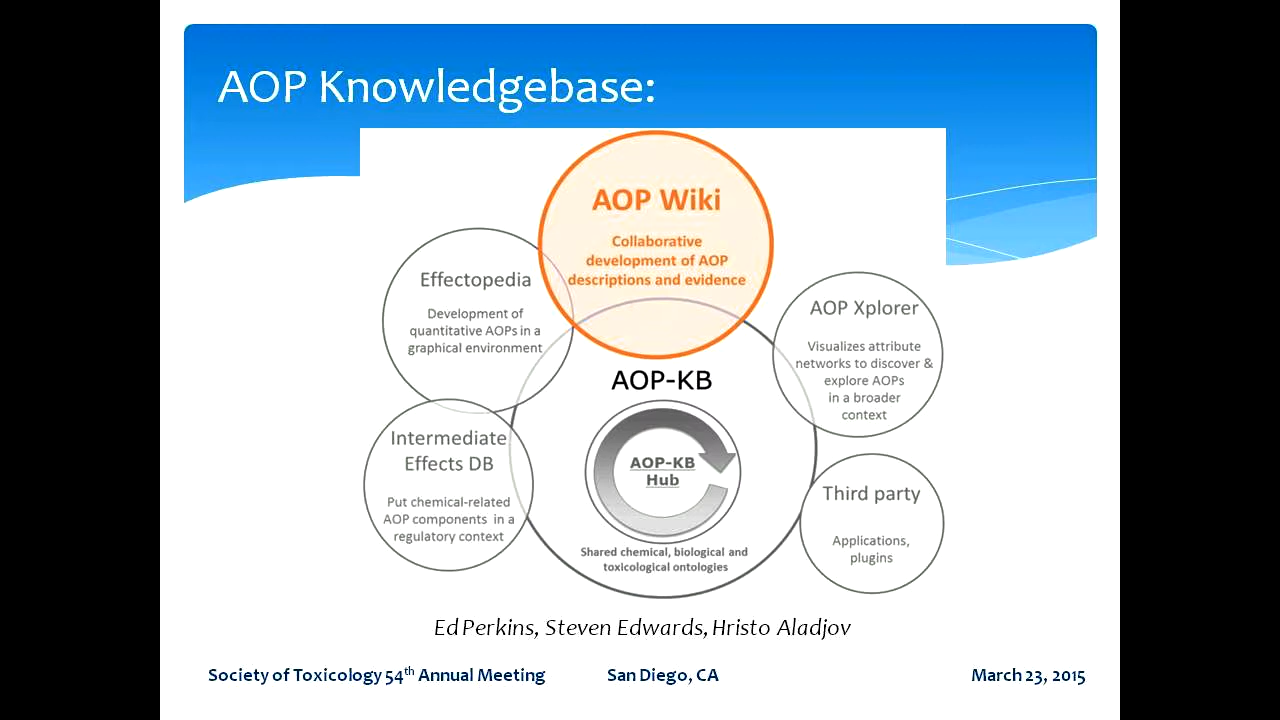 AOP Knowledgebase:
AOP Wiki
Collaborative
development of AOP
descriptions and evidence
Effectopedia
Development of
quantitative AOPs in a
graphical environment
AOP Xplorer
Visualizes attribute
networks to discover &
explore AOPs
in a broader
context
AOP-KB
Intermediate
Effects DB
Put chemical-related
AOP components in a
regulatory context
AOP-KB
Hub
Shared chemical, biological and
toxicological ontologies
Third party
Applications,
plugins
Ed Perkins, Steven Edwards, Hristo Aladjov
Society of Toxicology 54th Annual Meeting San Diego, CA March 23, 2015